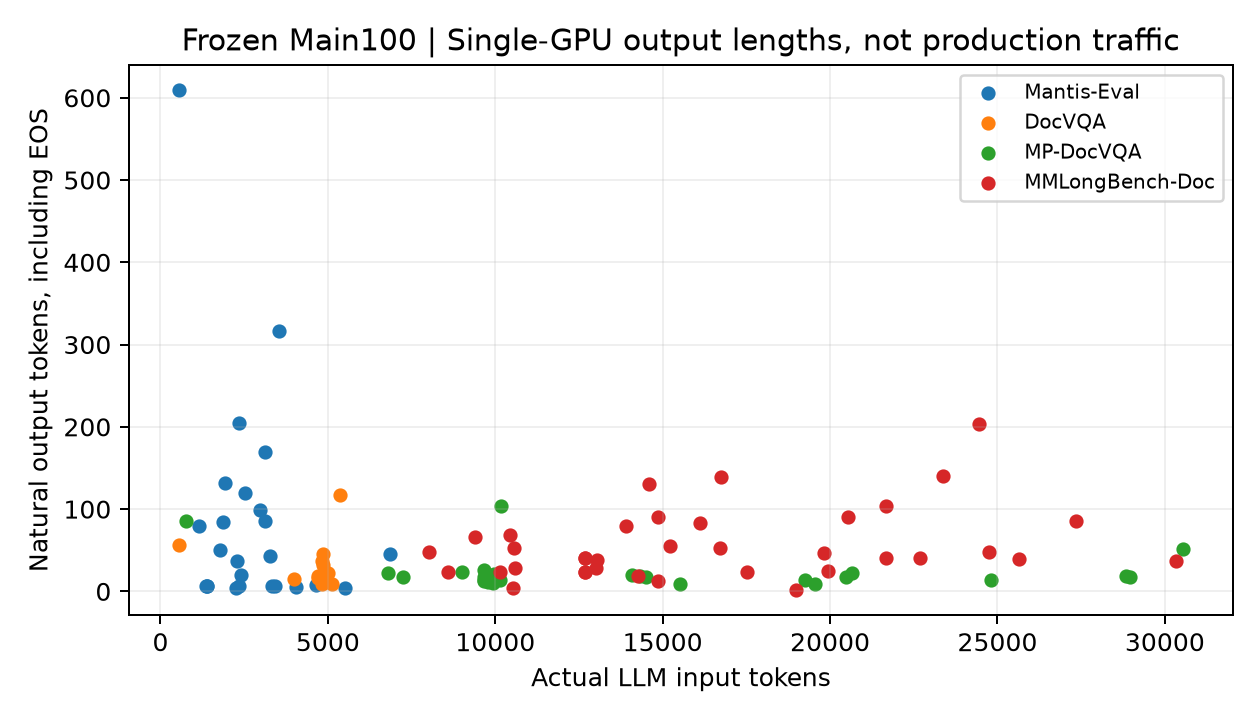 Frozen Main100 | Single-GPU output lengths, not production traffic
Natural output tokens, including EOS
600
500
400
300
200
100
0
Mantis-Eval
DocVQA
MP-DocVQA
MMLongBench-Doc
0 5000 10000 15000 20000 25000 30000
Actual LLM input tokens